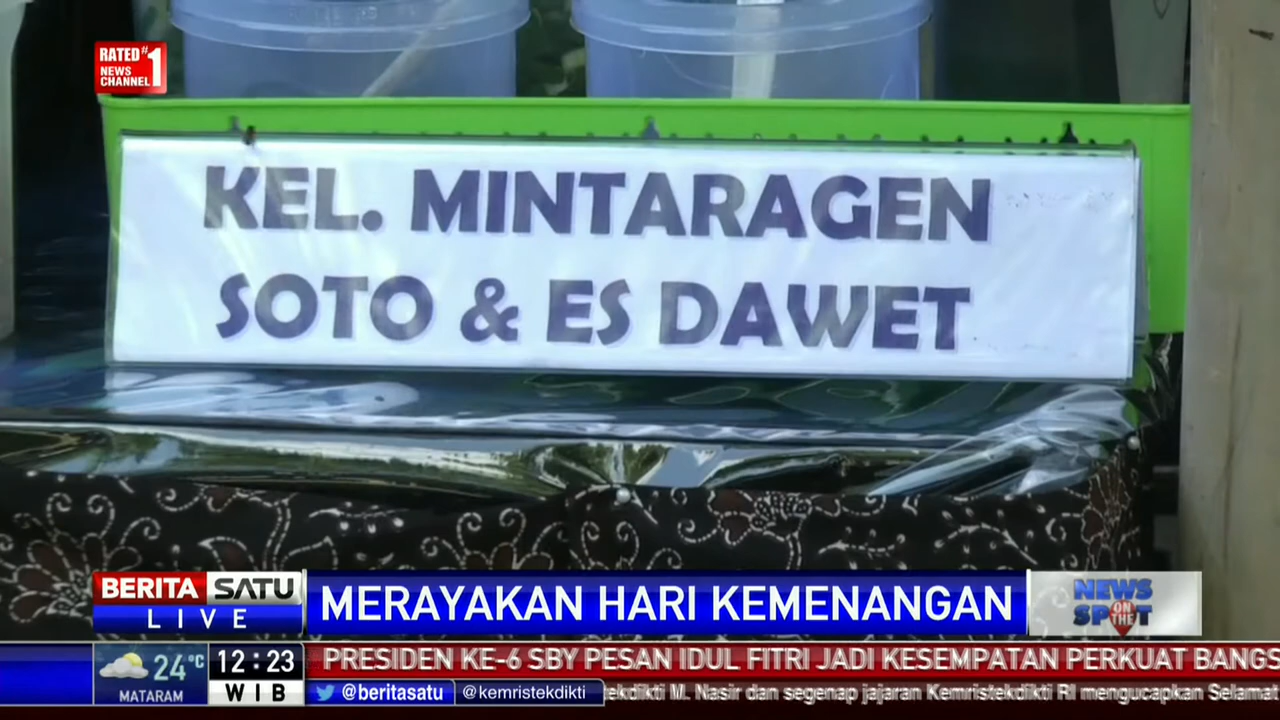 RATED #1
NEWS
CHANNEL
KEL. MINTARAGEN
SOTO & ES DAWET
BERITA SATU
LIVE
MERAYAKAN HARI KEMENANGAN
NEWS
ON THE
SPOT
24°C
MATARAM
12:23
WIB
PRESIDEN KE-6 SBY PESAN IDUL FITRI JADI KESEMPATAN PERKUAT BANGS
@beritasatu
@kemristekdikti
ekdikti M. Nasir dan segenap jajaran Kemristekdikti RI mengucapkan Selamat